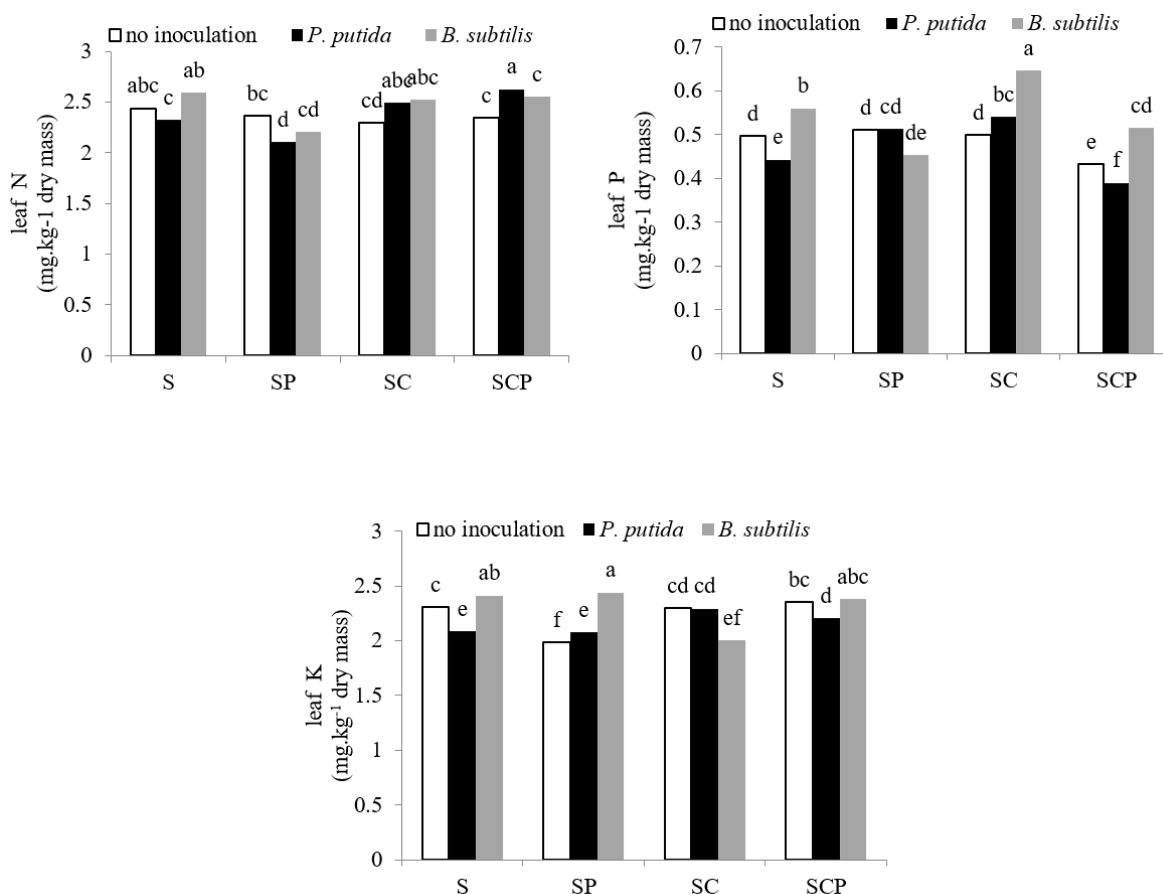 no inoculation P. putida B. subtilis
3
2.5
2
1.5
1
0.5
0
leaf N
(mg.kg-1 dry mass)
abc c ab
bc d cd
cd abc abc
c a c
S SP SC SCP
no inoculation P. putida B. subtilis
0.7
0.6
0.5
0.4
0.3
0.2
0.1
0
leaf P
(mg.kg-1 dry mass)
d e b
d cd de
d bc a
e f cd
S SP SC SCP
no inoculation P. putida B. subtilis
3
2.5
2
1.5
1
0.5
0
leaf K
(mg.kg⁻¹ dry mass)
c e ab
f e a
cd cd ef
bc d abc
S SP SC SCP